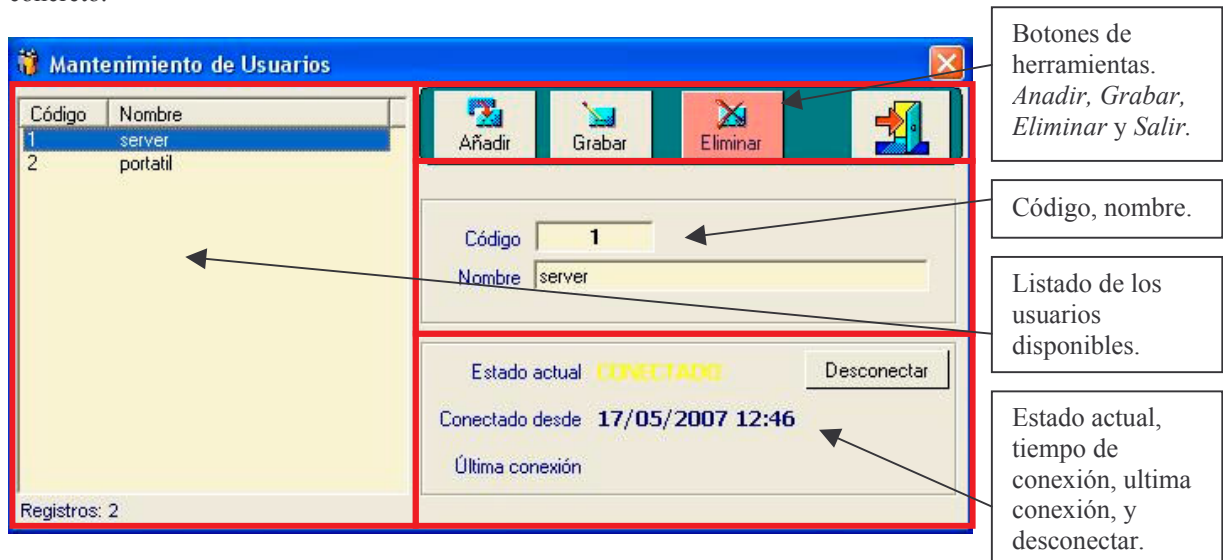 concreto.
Mantenimiento de Usuarios
Código Nombre
1 server
2 portatil
Registros: 2
Añadir Grabar Eliminar
Código 1
Nombre server
Estado actual CONECTADO Desconectar
Conectado desde 17/05/2007 12:46
Última conexión
Botones de
herramientas.
Anadir, Grabar,
Eliminar y Salir.
Código, nombre.
Listado de los
usuarios
disponibles.
Estado actual,
tiempo de
conexión, ultima
conexión, y
desconectar.